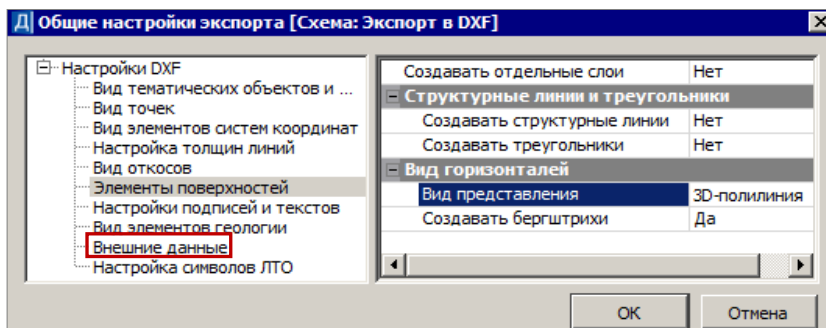 Д Общие настройки экспорта [Схема: Экспорт в DXF]
Настройки DXF
Вид тематических объектов и ...
Вид точек
Вид элементов систем координат
Настройка толщин линий
Вид откосов
Элементы поверхностей
Настройки подписей и текстов
Вид элементов геологии
Внешние данные
Настройка символов ЛТО
Создавать отдельные слои Нет
Структурные линии и треугольники
Создавать структурные линии Нет
Создавать треугольники Нет
Вид горизонталей
Вид представления 3D-полилиния
Создавать бергштрихи Да
ОК Отмена